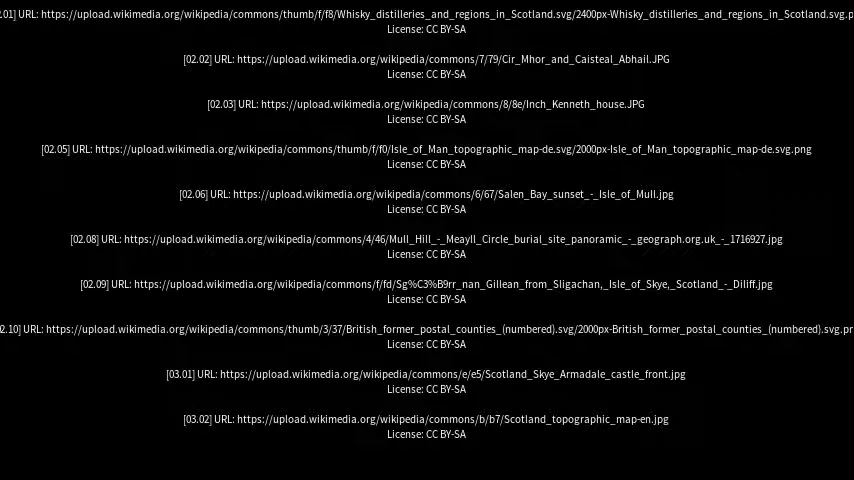 .01] URL: https://upload.wikimedia.org/wikipedia/commons/thumb/f/f8/Whisky_distilleries_and_regions_in_Scotland.svg/2400px-Whisky_distilleries_and_regions_in_Scotland.svg.p
License: CC BY-SA
[02.02] URL: https://upload.wikimedia.org/wikipedia/commons/7/79/Cir_Mhor_and_Caisteal_Abhail.JPG
License: CC BY-SA
[02.03] URL: https://upload.wikimedia.org/wikipedia/commons/8/8e/Inch_Kenneth_house.JPG
License: CC BY-SA
[02.05] URL: https://upload.wikimedia.org/wikipedia/commons/thumb/f/f0/Isle_of_Man_topographic_map-de.svg/2000px-Isle_of_Man_topographic_map-de.svg.png
License: CC BY-SA
[02.06] URL: https://upload.wikimedia.org/wikipedia/commons/6/67/Salen_Bay_sunset_-_Isle_of_Mull.jpg
License: CC BY-SA
[02.08] URL: https://upload.wikimedia.org/wikipedia/commons/4/46/Mull_Hill_-_Meayll_Circle_burial_site_panoramic_-_geograph.org.uk_-_1716927.jpg
License: CC BY-SA
[02.09] URL: https://upload.wikimedia.org/wikipedia/commons/f/fd/Sg%C3%B9rr_nan_Gillean_from_Sligachan,_Isle_of_Skye,_Scotland_-_Diliff.jpg
License: CC BY-SA
2.10] URL: https://upload.wikimedia.org/wikipedia/commons/thumb/3/37/British_former_postal_counties_(numbered).svg/2000px-British_former_postal_counties_(numbered).svg.pr
License: CC BY-SA
[03.01] URL: https://upload.wikimedia.org/wikipedia/commons/e/e5/Scotland_Skye_Armadale_castle_front.jpg
License: CC BY-SA
[03.02] URL: https://upload.wikimedia.org/wikipedia/commons/b/b7/Scotland_topographic_map-en.jpg
License: CC BY-SA